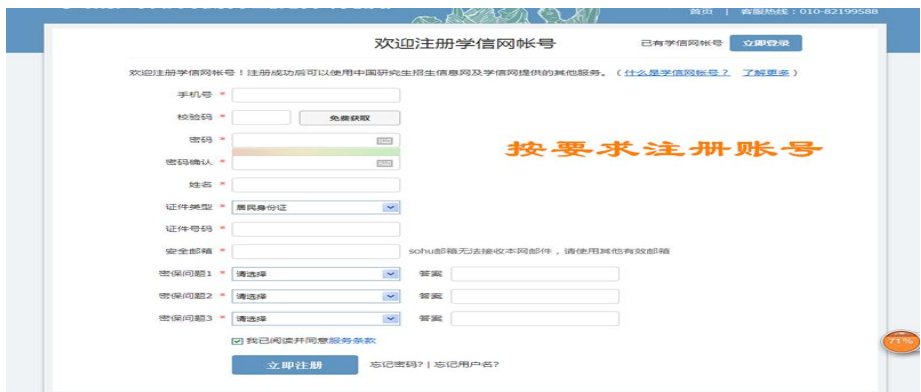 首页 | 客服热线：010-82199588
欢迎注册学信网帐号
已有学信网帐号 立即登录
欢迎注册学信网帐号！注册成功后可以使用中国研究生招生信息网及学信网提供的其他服务。（什么是学信网帐号？ 了解更多）
手机号 *
校验码 * 免费获取
密码 *
按要求注册账号
密码确认 *
姓名 *
证件类型 * 居民身份证
证件号码 *
安全邮箱 * sohu邮箱无法接收本网邮件，请使用其他有效邮箱
密保问题1 * 请选择 答案
密保问题2 * 请选择 答案
密保问题3 * 请选择 答案
我已阅读并同意服务条款
71%
立即注册 忘记密码? | 忘记用户名?